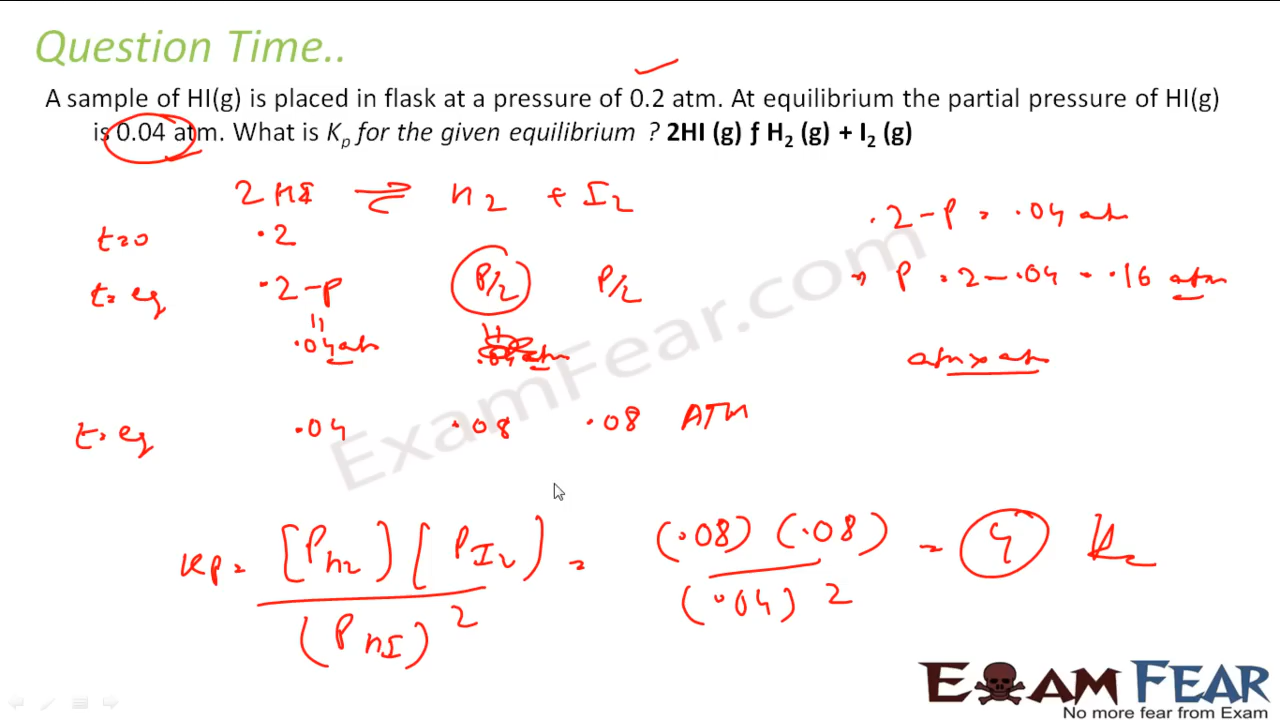 Question Time..
A sample of HI(g) is placed in flask at a pressure of 0.2 atm. At equilibrium the partial pressure of HI(g)
is 0.04 atm. What is Kp for the given equilibrium ? 2HI (g) ƒ H2 (g) + I2 (g)
2 HI ⇌ H2 + I2
t=0 .2
t=eq .2-P P/2 P/2
.04 atm atm
.2-P = .04 atm
⇒ P = .2-.04 = .16 atm
atm x atm
t=eq .04 .08 .08 ATM
Kp = [PH2] [PI2] / (PHI)2 = (.08) (.08) / (.04) 2 = 4
ExamFear.com
EXAM FEAR
No more fear from Exam